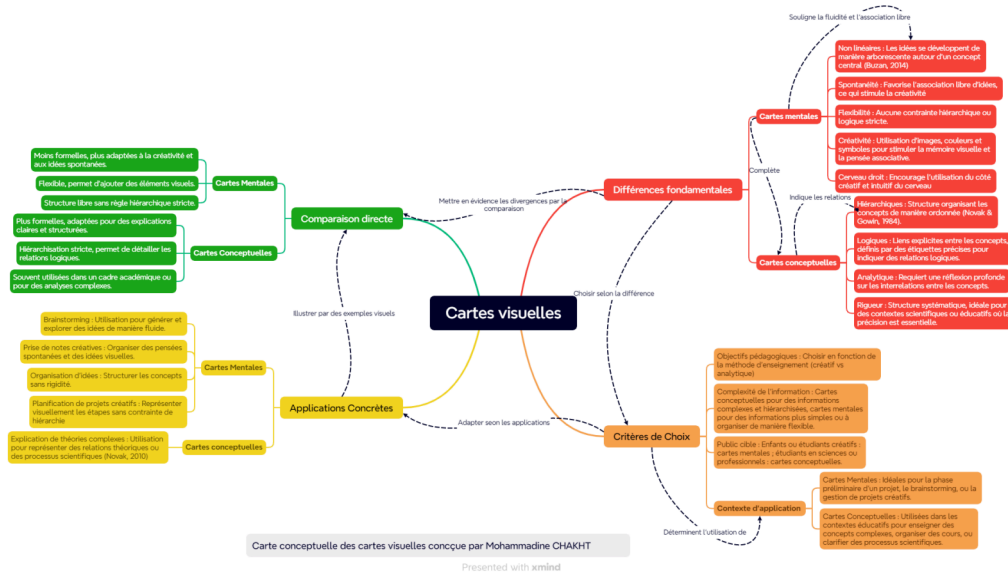 Souligne la fluidité et l'association libre
Non linéaires : Les idées se développent de
manière arborescente autour d'un concept
central (Buzan, 2014)
Spontanéité : Favorise l'association libre d'idées,
ce qui stimule la créativité
Cartes mentales
Flexibilité : Aucune contrainte hiérarchique ou
logique stricte.
Créativité : Utilisation d'images, couleurs et
symboles pour stimuler la mémoire visuelle et
la pensée associative.
Cerveau droit : Encourage l'utilisation du côté
créatif et intuitif du cerveau
Complète
Différences fondamentales
Indique les relations
Hiérarchiques : Structure organisant les
concepts de manière ordonnée (Novak &
Gowin, 1984).
Logiques : Liens explicites entre les concepts,
définis par des étiquettes précises pour
indiquer des relations logiques.
Cartes conceptuelles
Analytique : Requiert une réflexion profonde
sur les interrelations entre les concepts.
Rigueur : Structure systématique, idéale pour
des contextes scientifiques ou éducatifs où la
précision est essentielle.
Mettre en évidence les divergences par la
comparaison
Choisir selon la différence
Moins formelles, plus adaptées à la créativité et
aux idées spontanées.
Cartes Mentales
Flexible, permet d'ajouter des éléments visuels.
Structure libre sans règle hiérarchique stricte.
Comparaison directe
Plus formelles, adaptées pour des explications
claires et structurées.
Hiérarchisation stricte, permet de détailler les
relations logiques.
Cartes Conceptuelles
Souvent utilisées dans un cadre académique ou
pour des analyses complexes.
Illustrer par des exemples visuels
Cartes visuelles
Brainstorming : Utilisation pour générer et
explorer des idées de manière fluide.
Prise de notes créatives : Organiser des pensées
spontanées et des idées visuelles.
Cartes Mentales
Organisation d'idées : Structurer les concepts
sans rigidité.
Planification de projets créatifs : Représenter
visuellement les étapes sans contrainte de
hiérarchie
Applications Concrètes
Explication de théories complexes : Utilisation
pour représenter des relations théoriques ou
des processus scientifiques (Novak, 2010)
Cartes conceptuelles
Adapter seon les applications
Critères de Choix
Objectifs pédagogiques : Choisir en fonction de
la méthode d'enseignement (créatif vs
analytique)
Complexité de l'information : Cartes
conceptuelles pour des informations
complexes et hiérarchisées, cartes mentales
pour des informations plus simples ou à
organiser de manière flexible.
Public cible : Enfants ou étudiants créatifs :
cartes mentales ; étudiants en sciences ou
professionnels : cartes conceptuelles.
Contexte d'application
Cartes Mentales : Idéales pour la phase
préliminaire d'un projet, le brainstorming, ou la
gestion de projets créatifs.
Cartes Conceptuelles : Utilisées dans les
contextes éducatifs pour enseigner des
concepts complexes, organiser des cours, ou
clarifier des processus scientifiques.
Déterminent l'utilisation de
Carte conceptuelle des cartes visuelles conçcue par Mohammadine CHAKHT
Presented with xmind